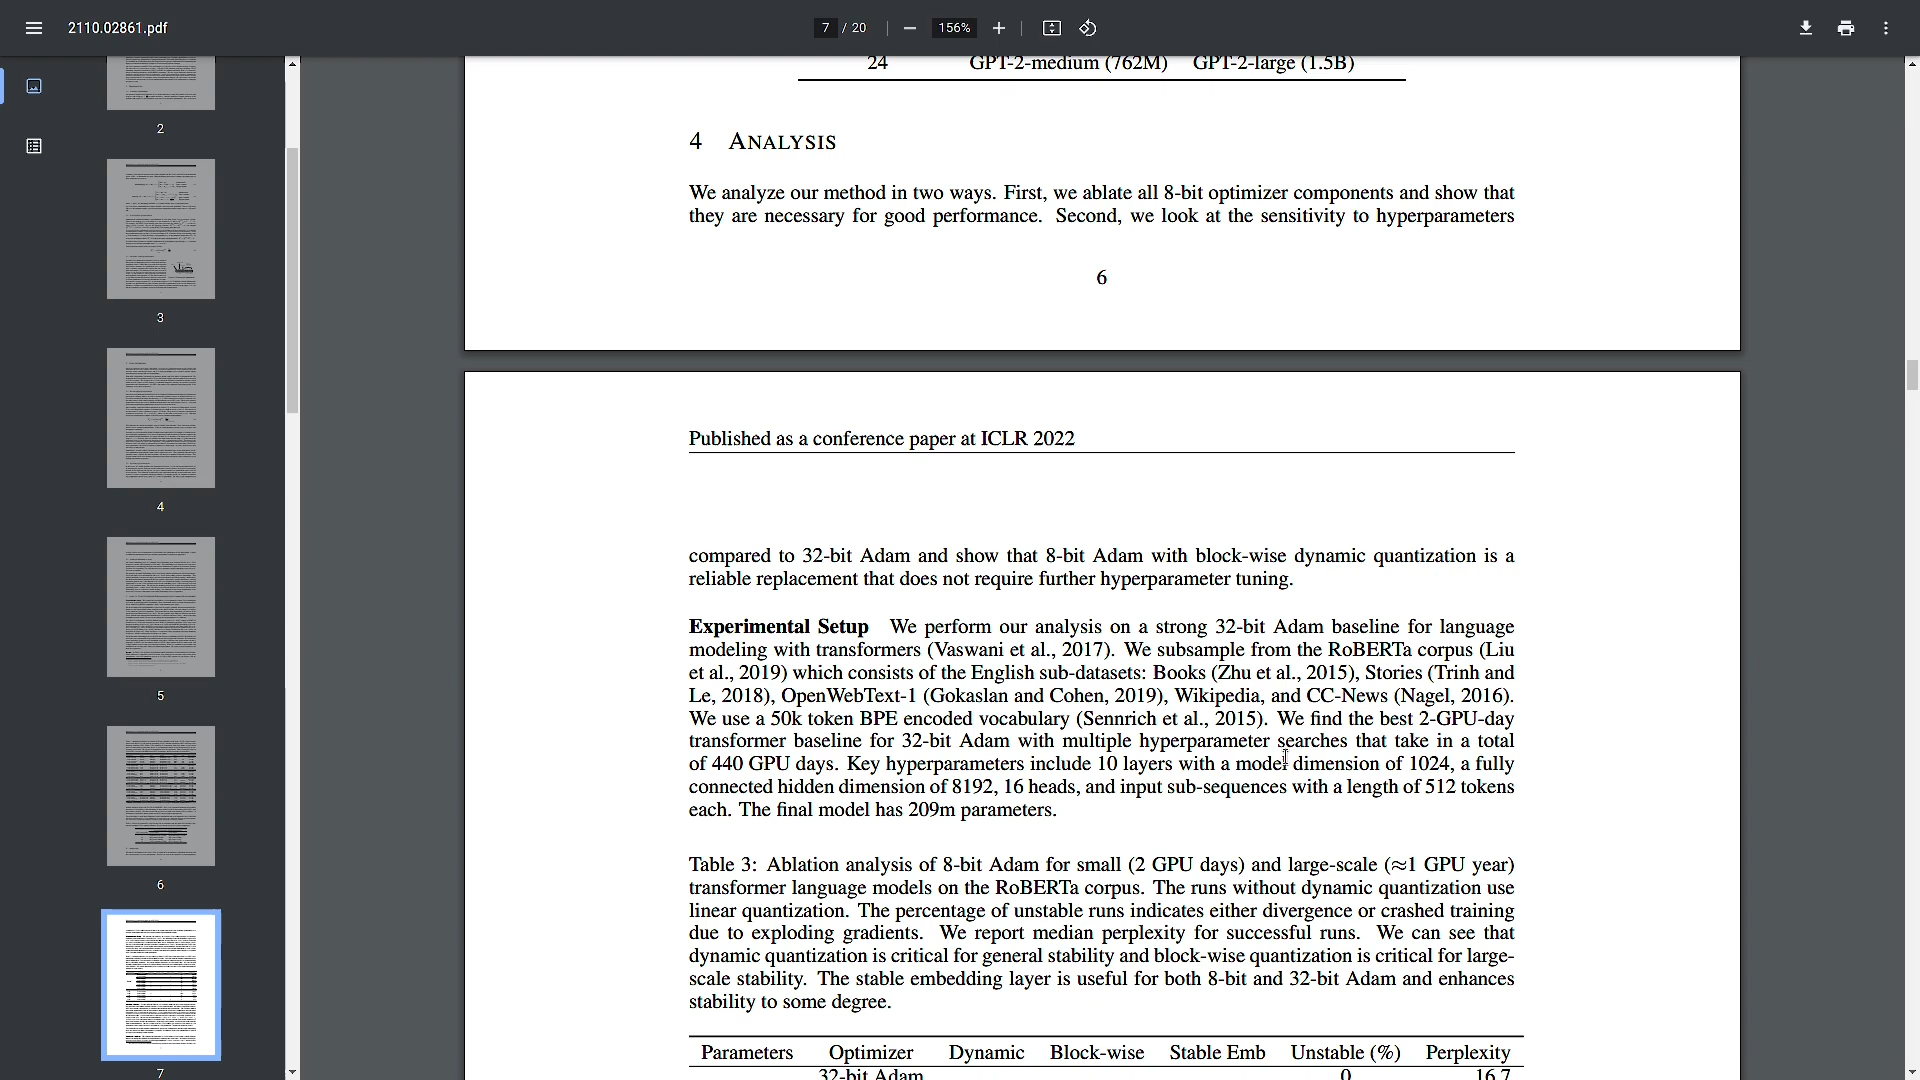 2110.02861.pdf
7 / 20
156%
2
3
4
5
6
7
24 GPT-2-medium (762M) GPT-2-large (1.5B)
4 ANALYSIS
We analyze our method in two ways. First, we ablate all 8-bit optimizer components and show that
they are necessary for good performance. Second, we look at the sensitivity to hyperparameters
6
Published as a conference paper at ICLR 2022
compared to 32-bit Adam and show that 8-bit Adam with block-wise dynamic quantization is a
reliable replacement that does not require further hyperparameter tuning.
Experimental Setup We perform our analysis on a strong 32-bit Adam baseline for language
modeling with transformers (Vaswani et al., 2017). We subsample from the RoBERTa corpus (Liu
et al., 2019) which consists of the English sub-datasets: Books (Zhu et al., 2015), Stories (Trinh and
Le, 2018), OpenWebText-1 (Gokaslan and Cohen, 2019), Wikipedia, and CC-News (Nagel, 2016).
We use a 50k token BPE encoded vocabulary (Sennrich et al., 2015). We find the best 2-GPU-day
transformer baseline for 32-bit Adam with multiple hyperparameter searches that take in a total
of 440 GPU days. Key hyperparameters include 10 layers with a model dimension of 1024, a fully
connected hidden dimension of 8192, 16 heads, and input sub-sequences with a length of 512 tokens
each. The final model has 209m parameters.
Table 3: Ablation analysis of 8-bit Adam for small (2 GPU days) and large-scale (≈1 GPU year)
transformer language models on the RoBERTa corpus. The runs without dynamic quantization use
linear quantization. The percentage of unstable runs indicates either divergence or crashed training
due to exploding gradients. We report median perplexity for successful runs. We can see that
dynamic quantization is critical for general stability and block-wise quantization is critical for large-
scale stability. The stable embedding layer is useful for both 8-bit and 32-bit Adam and enhances
stability to some degree.
Parameters Optimizer Dynamic Block-wise Stable Emb Unstable (%) Perplexity
32-bit Adam 0 16.7